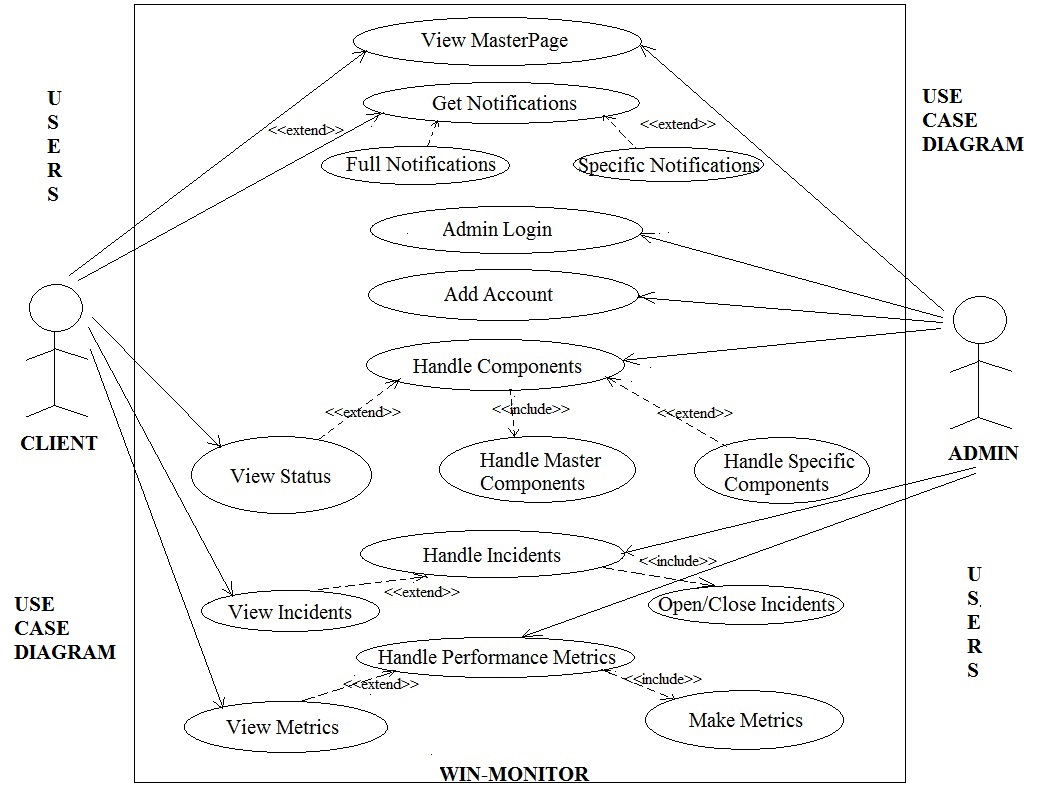 View MasterPage
U
S
E
R
S
USE
CASE
DIAGRAM
Get Notifications
<<extend>>
<<extend>>
Full Notifications
Specific Notifications
Admin Login
Add Account
Handle Components
<<extend>>
<<include>>
<<extend>>
CLIENT
ADMIN
View Status
Handle Master
Components
Handle Specific
Components
Handle Incidents
<<include>>
<<extend>>
View Incidents
Open/Close Incidents
USE
CASE
DIAGRAM
U
S
E
R
S
Handle Performance Metrics
<<extend>>
<<include>>
View Metrics
Make Metrics
WIN-MONITOR